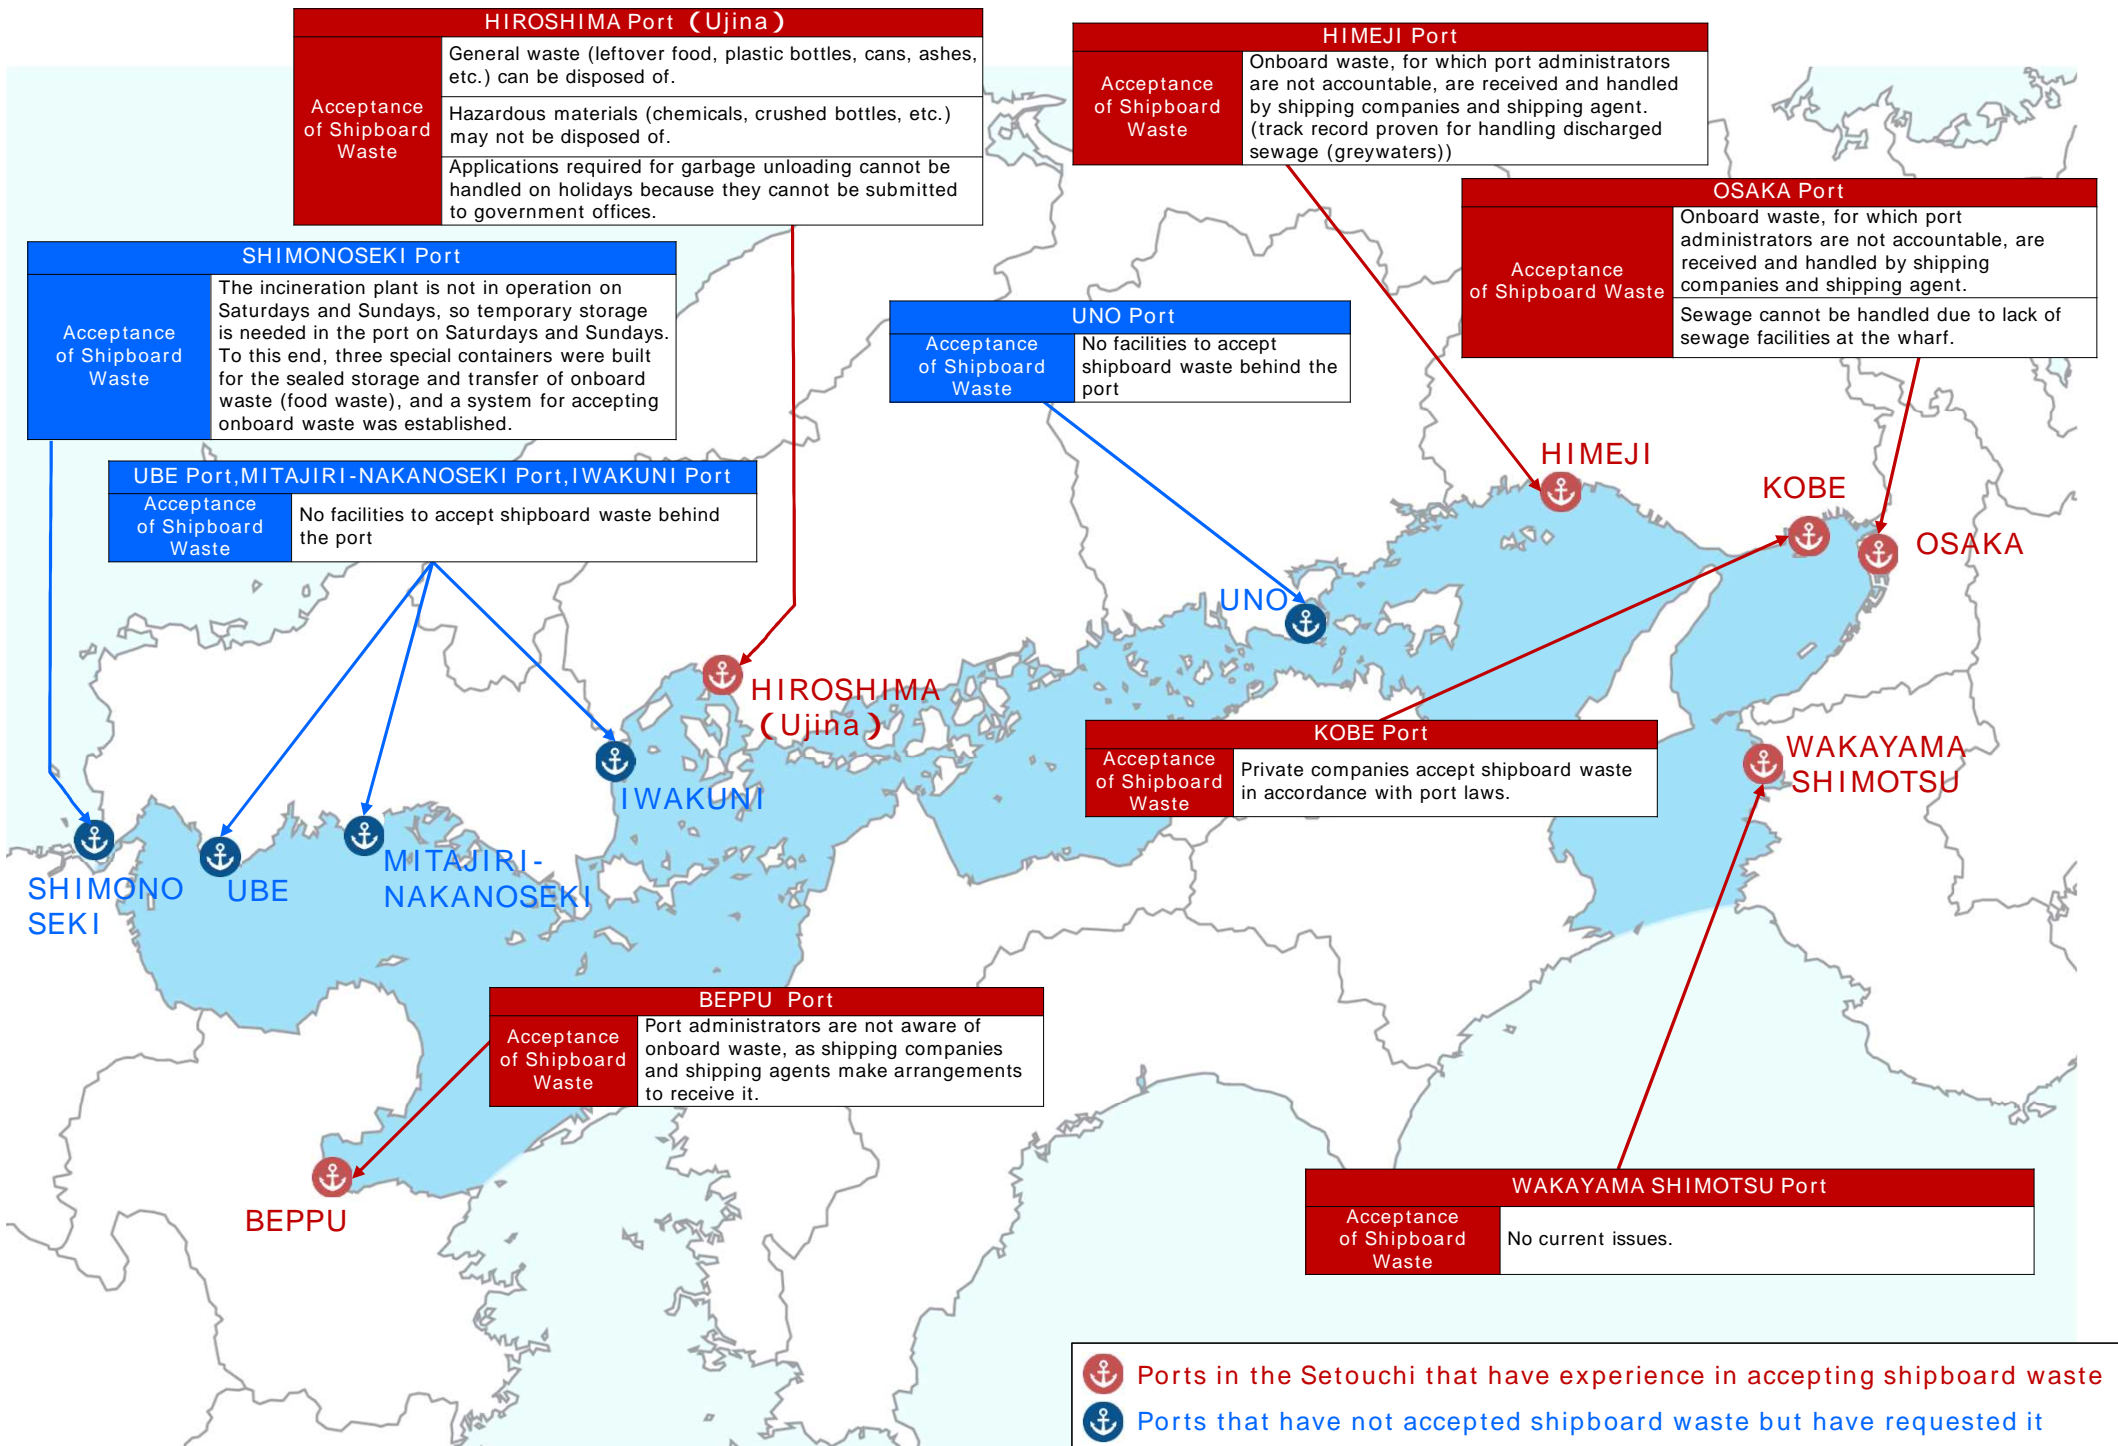 HIROSHIMA Port (Ujina)
Acceptance
of Shipboard
Waste
General waste (leftover food, plastic bottles, cans, ashes,
etc.) can be disposed of.
Hazardous materials (chemicals, crushed bottles, etc.)
may not be disposed of.
Applications required for garbage unloading cannot be
handled on holidays because they cannot be submitted
to government offices.
HIMEJI Port
Acceptance
of Shipboard
Waste
Onboard waste, for which port administrators
are not accountable, are received and handled
by shipping companies and shipping agent.
(track record proven for handling discharged
sewage (greywaters))
OSAKA Port
Acceptance
of Shipboard Waste
Onboard waste, for which port
administrators are not accountable, are
received and handled by shipping
companies and shipping agent.
Sewage cannot be handled due to lack of
sewage facilities at the wharf.
SHIMONOSEKI Port
Acceptance
of Shipboard
Waste
The incineration plant is not in operation on
Saturdays and Sundays, so temporary storage
is needed in the port on Saturdays and Sundays.
To this end, three special containers were built
for the sealed storage and transfer of onboard
waste (food waste), and a system for accepting
onboard waste was established.
UNO Port
Acceptance
of Shipboard
Waste
No facilities to accept
shipboard waste behind the
port
UBE Port,MITAJIRI-NAKANOSEKI Port,IWAKUNI Port
Acceptance
of Shipboard
Waste
No facilities to accept shipboard waste behind
the port
HIMEJI
KOBE
OSAKA
UNO
HIROSHIMA
(Ujina)
IWAKUNI
KOBE Port
Acceptance
of Shipboard
Waste
Private companies accept shipboard waste
in accordance with port laws.
WAKAYAMA
SHIMOTSU
SHIMONO
SEKI
UBE
MITAJIRI-
NAKANOSEKI
BEPPU Port
Acceptance
of Shipboard
Waste
Port administrators are not aware of
onboard waste, as shipping companies
and shipping agents make arrangements
to receive it.
BEPPU
WAKAYAMA SHIMOTSU Port
Acceptance
of Shipboard
Waste
No current issues.
Ports in the Setouchi that have experience in accepting shipboard waste
Ports that have not accepted shipboard waste but have requested it